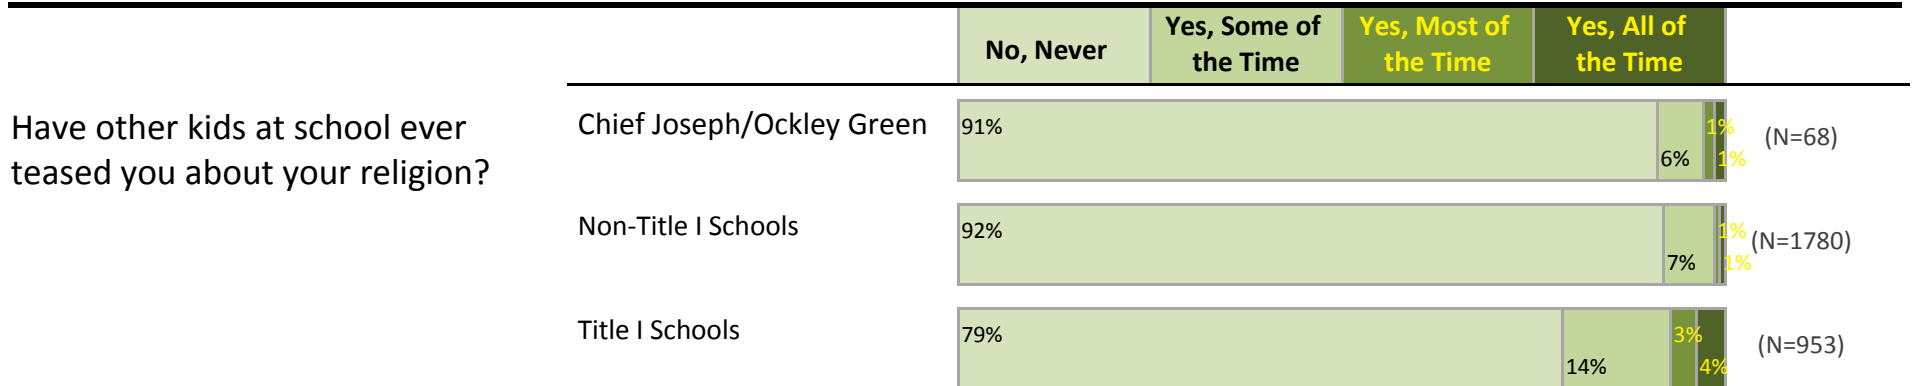 No, Never
Yes, Some of
the Time
Yes, Most of
the Time
Yes, All of
the Time
Have other kids at school ever
teased you about your religion?
Chief Joseph/Ockley Green
91%
6%
1%
1%
(N=68)
Non-Title I Schools
92%
7%
1%
1%
(N=1780)
Title I Schools
79%
14%
3%
4%
(N=953)